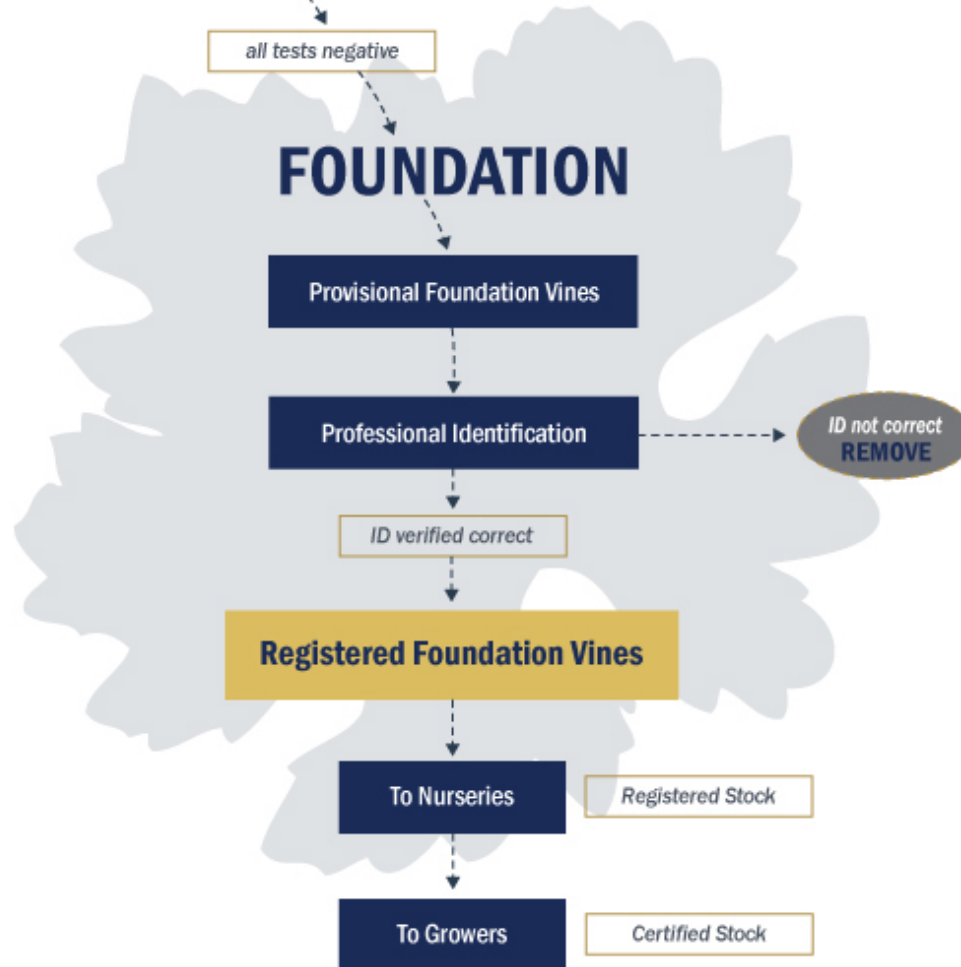 all tests negative
FOUNDATION
Provisional Foundation Vines
Professional Identification
ID not correct
REMOVE
ID verified correct
Registered Foundation Vines
To Nurseries
Registered Stock
To Growers
Certified Stock